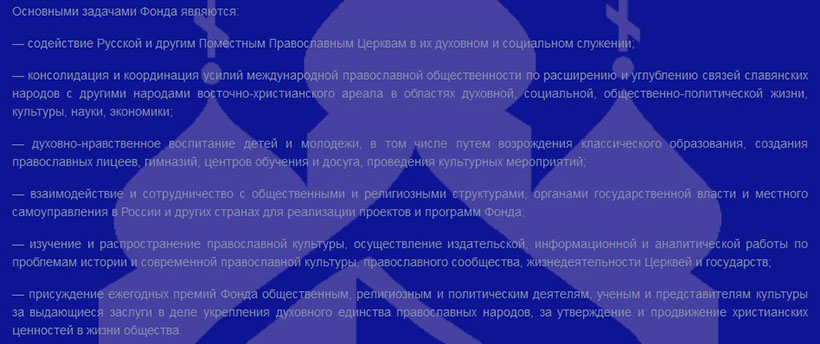 Основными задачами Фонда являются:
— содействие Русской и другим Поместным Православным Церквам в их духовном и социальном служении;
— консолидация и координация усилий международной православной общественности по расширению и углублению связей славянских
народов с другими народами восточно-христианского ареала в областях духовной, социальной, общественно-политической жизни,
культуры, науки, экономики;
— духовно-нравственное воспитание детей и молодежи, в том числе путем возрождения классического образования, создания
православных лицеев, гимназий, центров обучения и досуга, проведения культурных мероприятий;
— взаимодействие и сотрудничество с общественными и религиозными структурами, органами государственной власти и местного
самоуправления в России и других странах для реализации проектов и программ Фонда;
— изучение и распространение православной культуры, осуществление издательской, информационной и аналитической работы по
проблемам истории и современной православной культуры, православного сообщества, жизнедеятельности Церквей и государств;
— присуждение ежегодных премий Фонда общественным, религиозным и политическим деятелям, ученым и представителям культуры
за выдающиеся заслуги в деле укрепления духовного единства православных народов, за утверждение и продвижение христианских
ценностей в жизни общества.